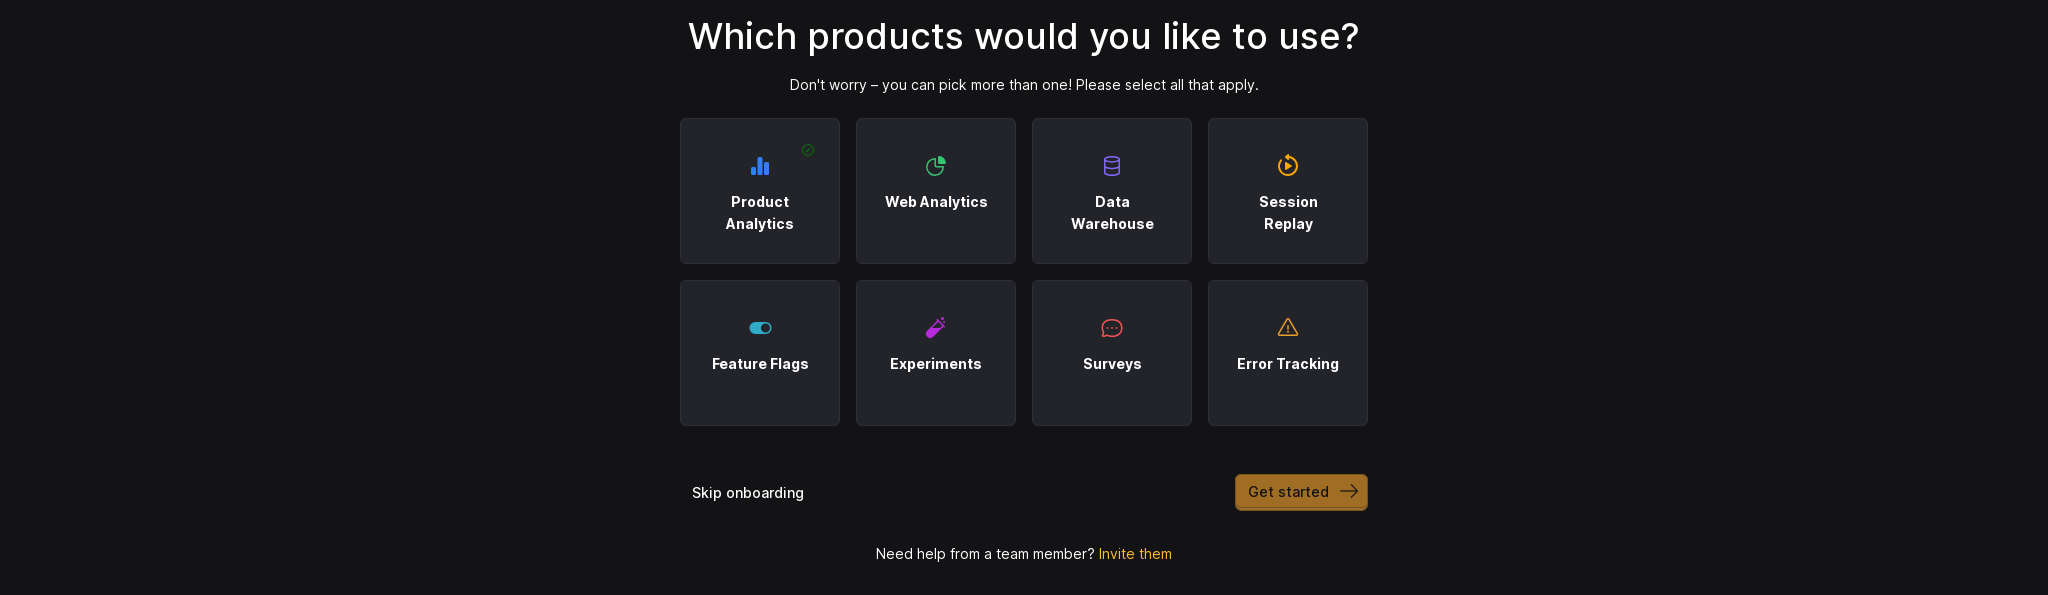 Which products would you like to use?
Don't worry – you can pick more than one! Please select all that apply.
Product
Analytics
Web Analytics
Data
Warehouse
Session
Replay
Feature Flags
Experiments
Surveys
Error Tracking
Skip onboarding
Get started
Need help from a team member? Invite them